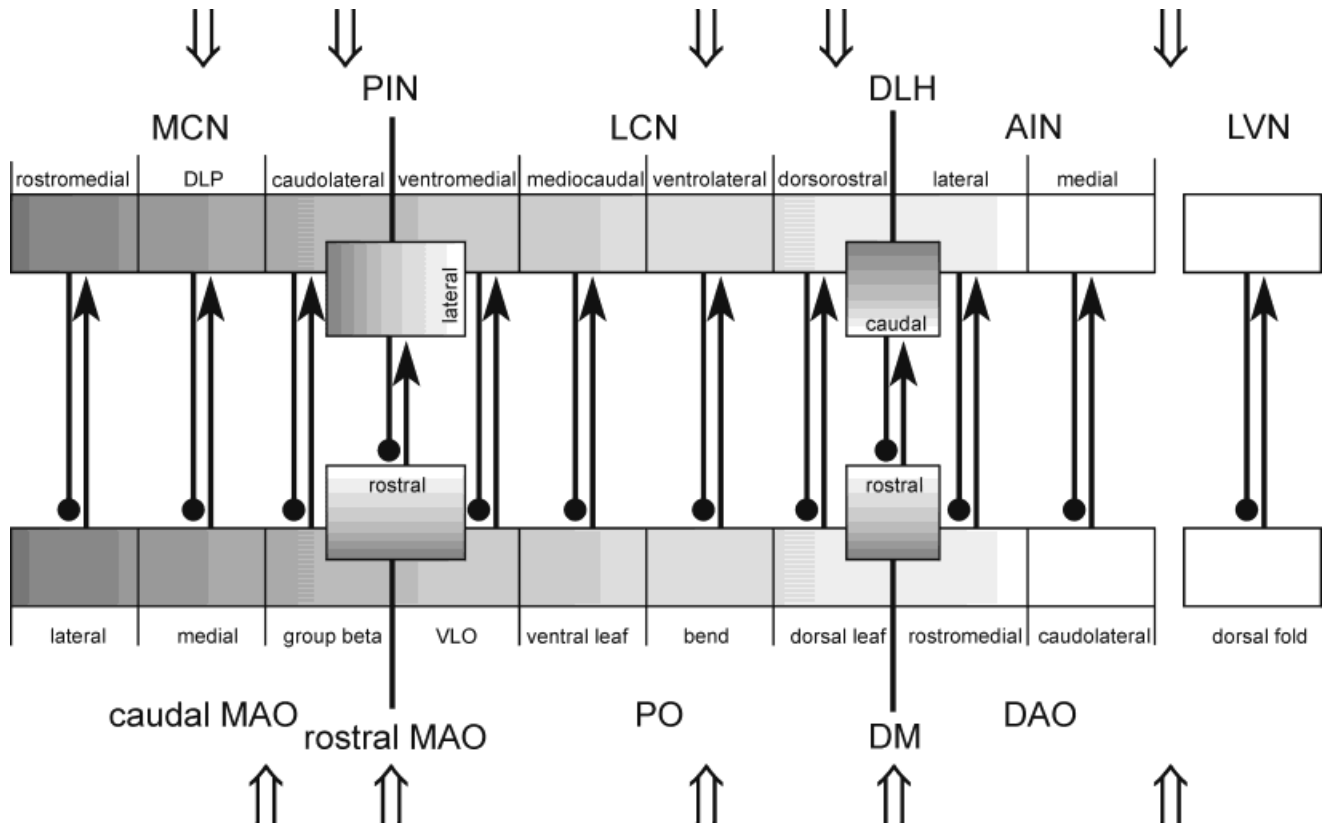 PIN DLH
MCN LCN AIN LVN
rostromedial DLP caudolateral ventromedial mediocaudal ventrolateral dorsorostral lateral medial
lateral
caudal
rostral rostral
lateral medial group beta VLO ventral leaf bend dorsal leaf rostromedial caudolateral dorsal fold
caudal MAO PO DAO
rostral MAO DM